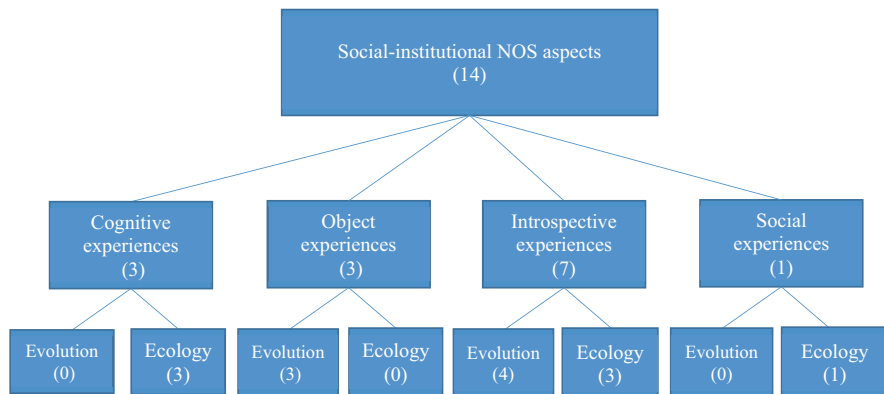 Social-institutional NOS aspects
(14)
Cognitive
experiences
(3)
Object
experiences
(3)
Introspective
experiences
(7)
Social
experiences
(1)
Evolution
(0)
Ecology
(3)
Evolution
(3)
Ecology
(0)
Evolution
(4)
Ecology
(3)
Evolution
(0)
Ecology
(1)